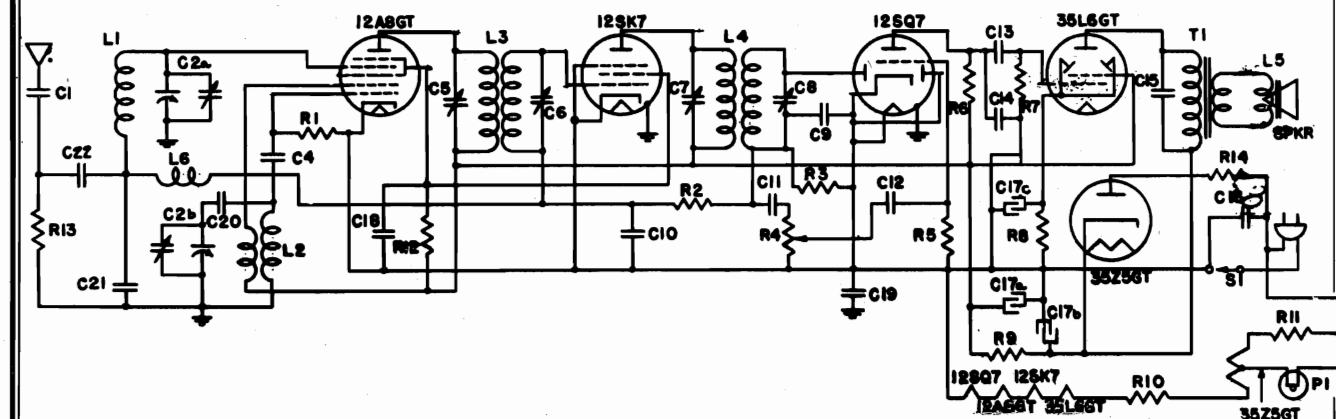 12A8GT
12SK7
12SQ7
35L6GT
L1
C2a
L3
L4
C13
T1
L5
C1
C5
C7
C8
C15
R1
C6
R6
C14
R7
C9
SPKR
C22
L6
C4
R14
C16
R3
C17c
C20
R2
C11
C12
C2b
R13
C18
R12
C10
R4
R5
R8
L2
35Z5GT
S1
C21
C17a
C19
C17b
R11
R9
12SQ7 12SK7
R10
P1
12A8GT 35L6GT
35Z5GT